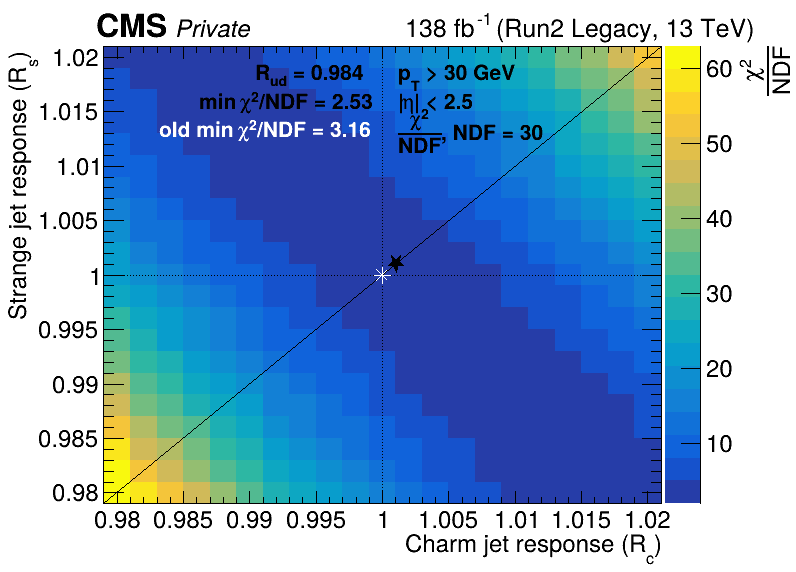 CMS Private 138 fb⁻¹ (Run2 Legacy, 13 TeV)
R_ud = 0.984
min χ²/NDF = 2.53
old min χ²/NDF = 3.16
p_T > 30 GeV
|η| < 2.5
χ²/NDF, NDF = 30
Strange jet response (R_s)
1.02
1.015
1.01
1.005
1
0.995
0.99
0.985
0.98
0.98 0.985 0.99 0.995 1 1.005 1.01 1.015 1.02
Charm jet response (R_c)
60
50
40
30
20
10
χ²/NDF